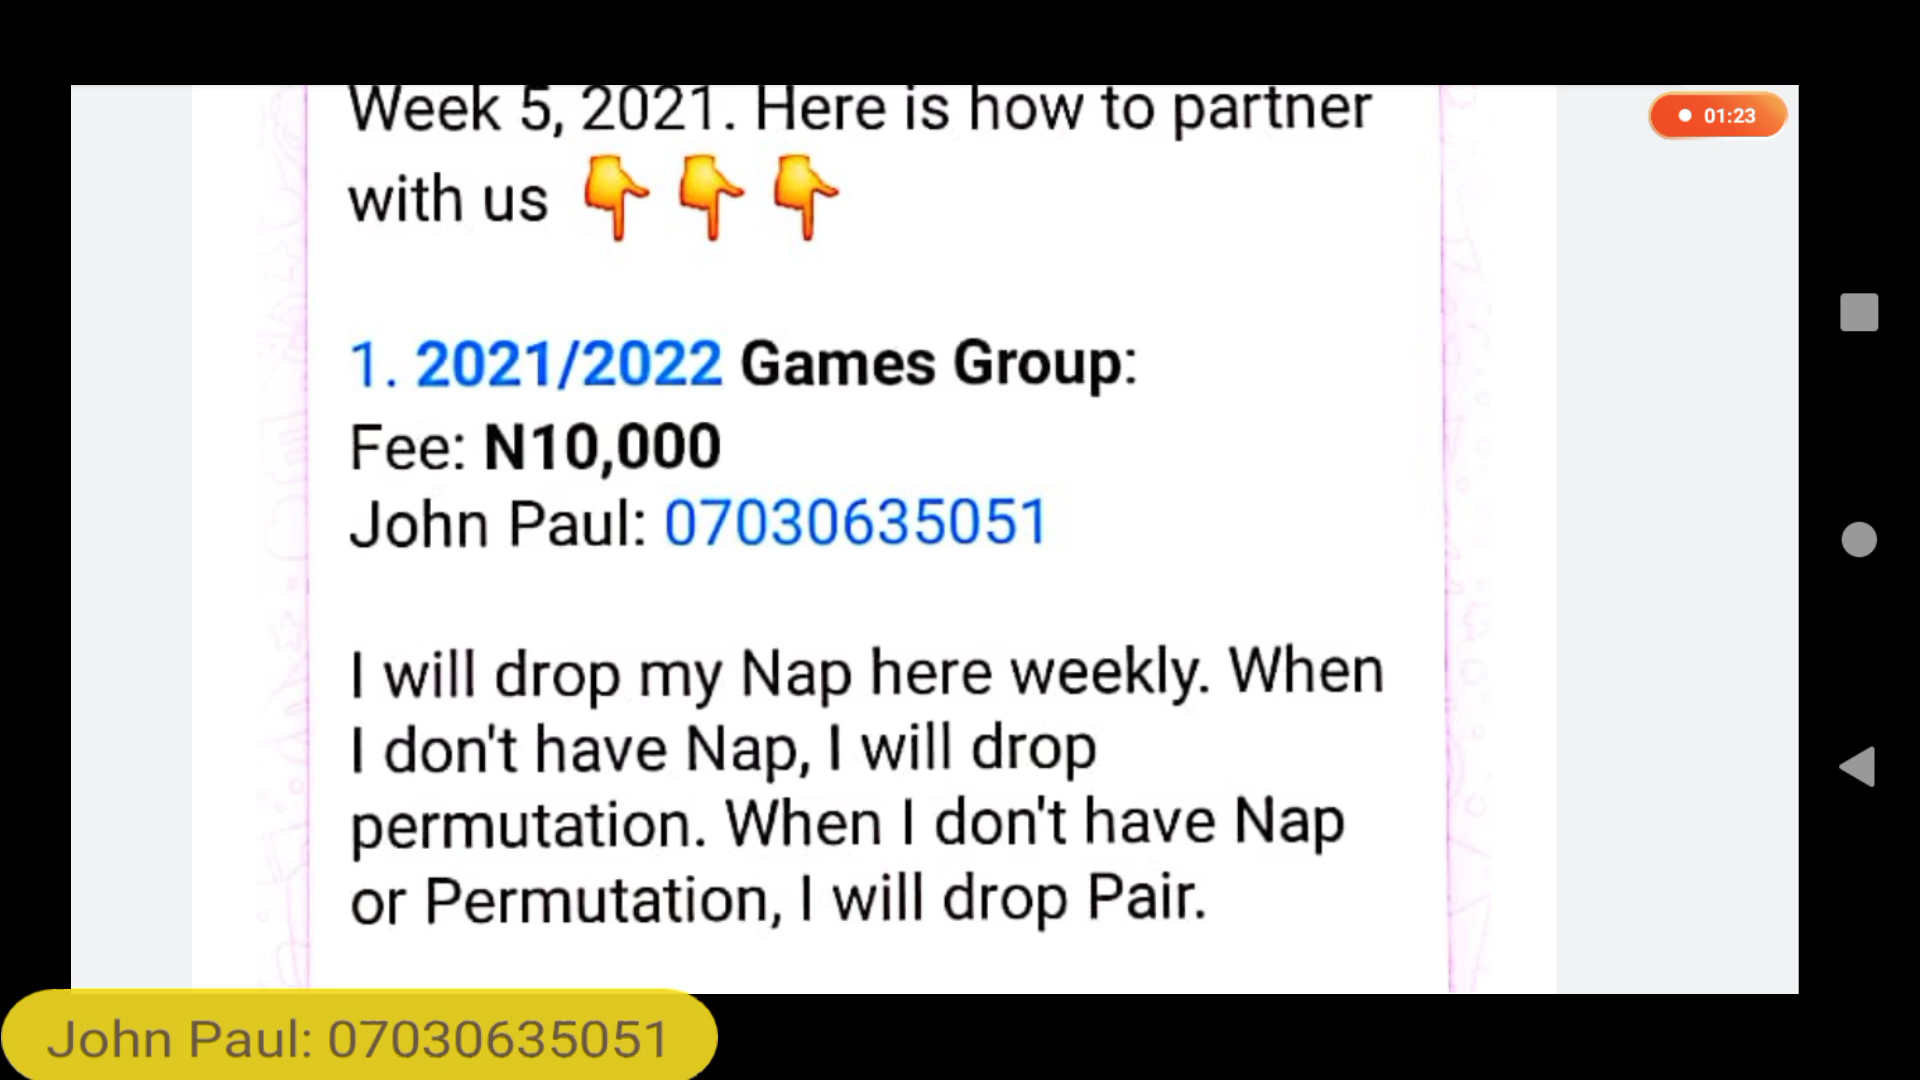 Week 5, 2021. Here is how to partner
with us 👇👇👇
01:23
1. 2021/2022 Games Group:
Fee: N10,000
John Paul: 07030635051
I will drop my Nap here weekly. When
I don't have Nap, I will drop
permutation. When I don't have Nap
or Permutation, I will drop Pair.
John Paul: 07030635051